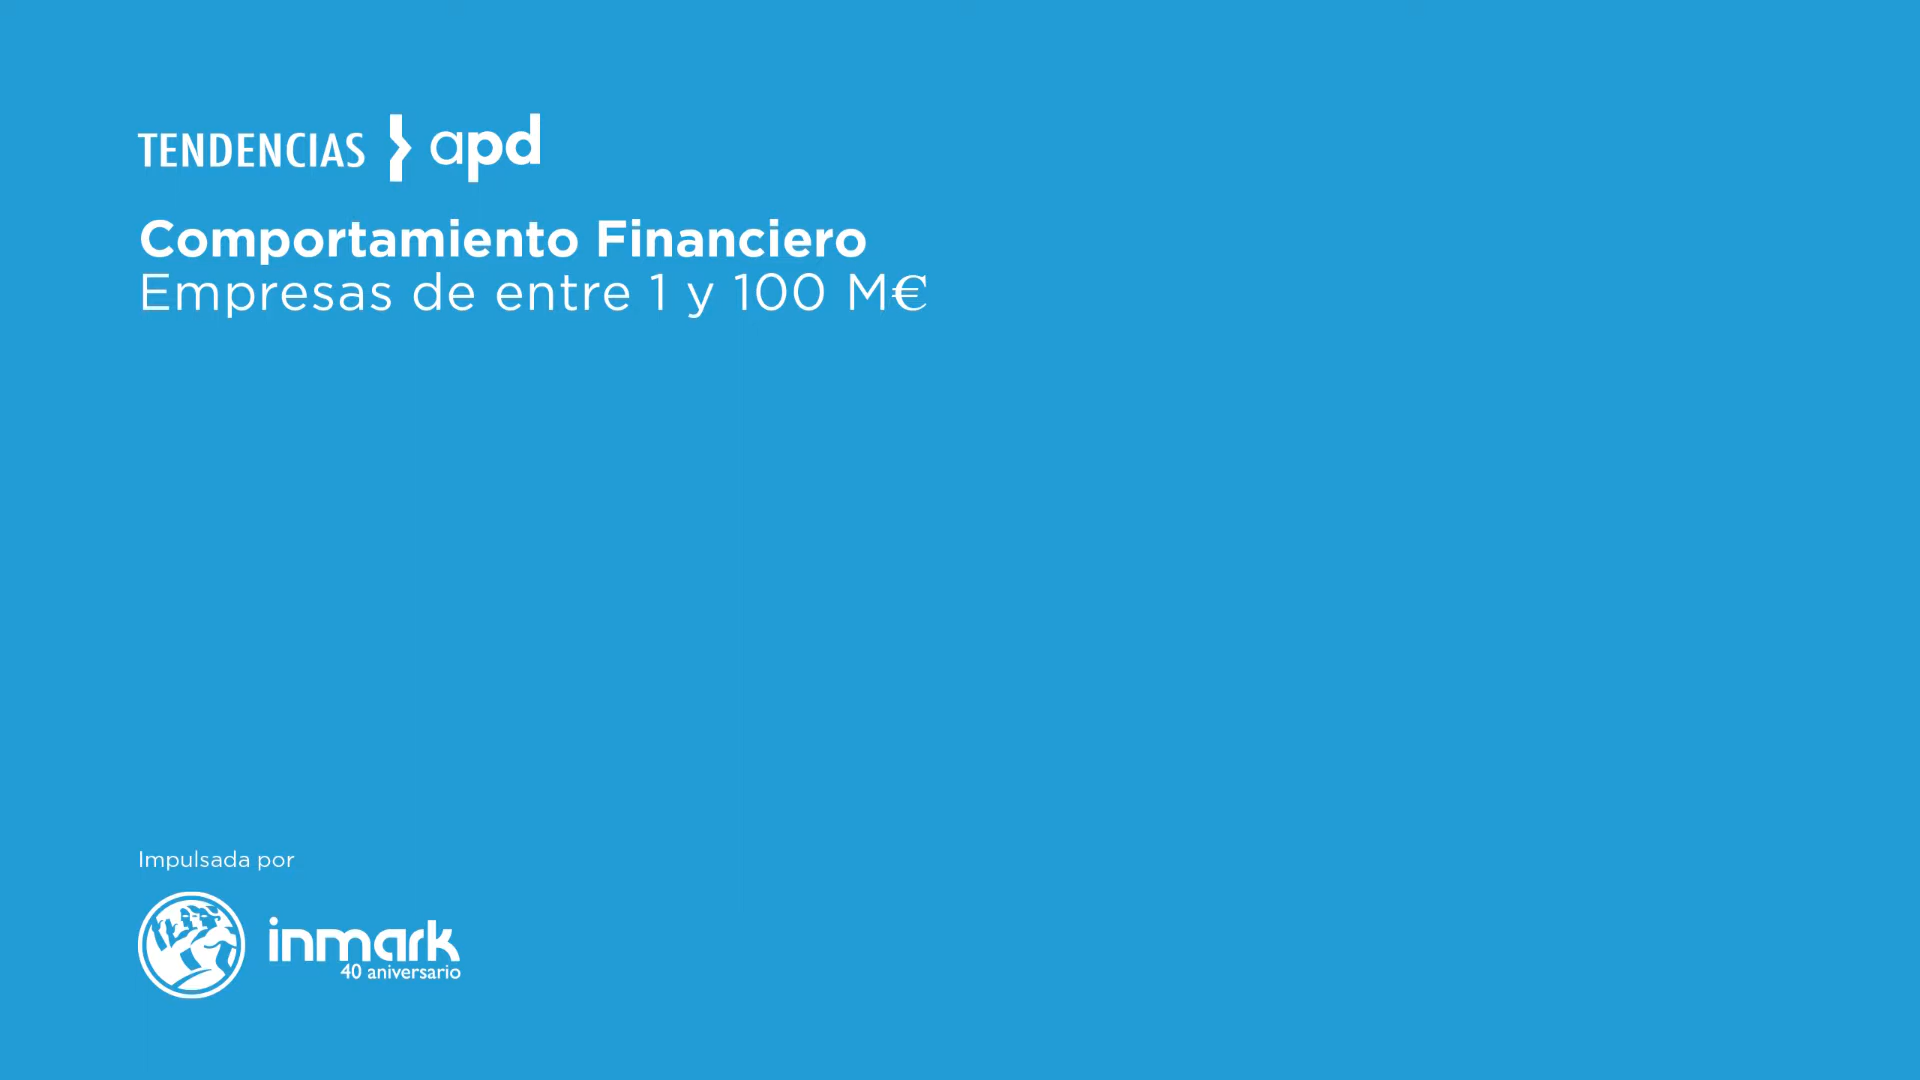 TENDENCIAS apd
Comportamiento Financiero
Empresas de entre 1 y 100 M€
Impulsada por
inmark
40 aniversario